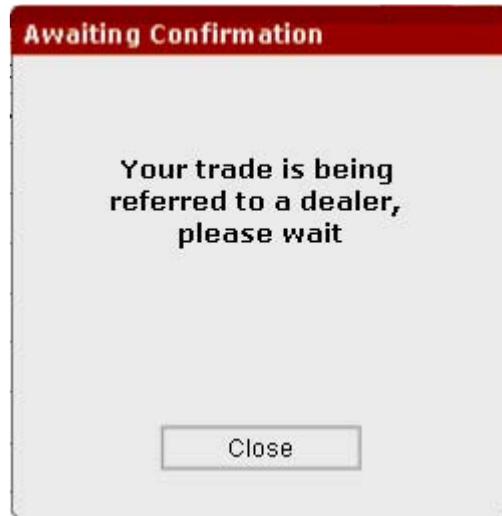 Awaiting Confirmation
Your trade is being
referred to a dealer,
please wait
Close